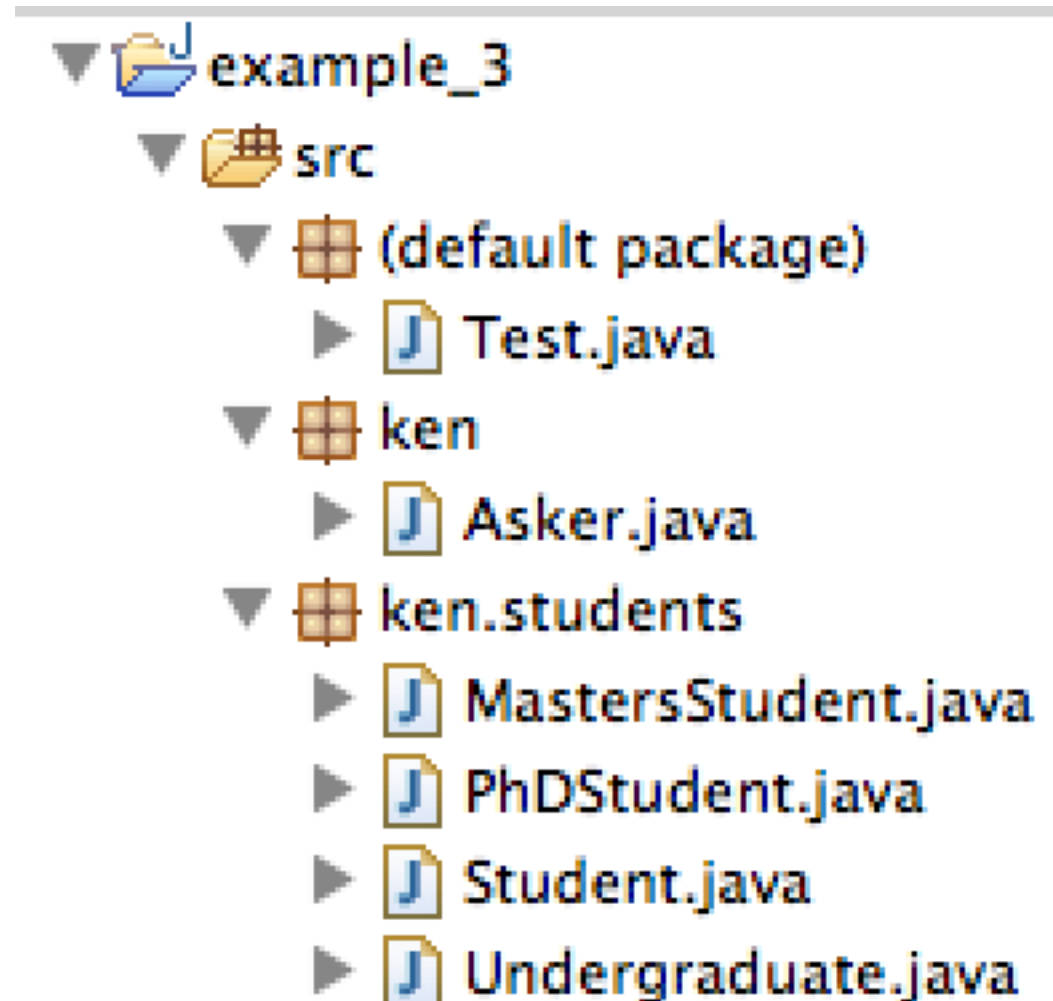 example_3
src
(default package)
Test.java
ken
Asker.java
ken.students
MastersStudent.java
PhDStudent.java
Student.java
Undergraduate.java